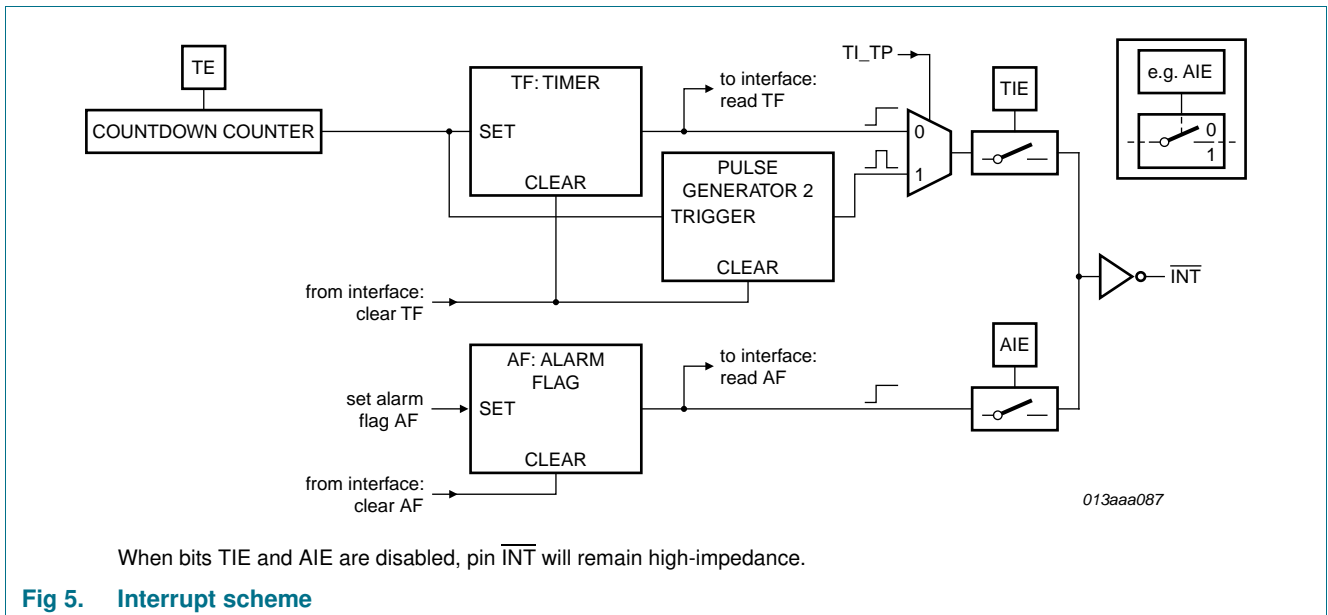 TE
COUNTDOWN COUNTER
TF: TIMER
SET
CLEAR
to interface:
read TF
PULSE
GENERATOR 2
TRIGGER
CLEAR
from interface:
clear TF
TI_TP
0
1
TIE
e.g. AIE
0
1
INT
AF: ALARM
FLAG
SET
CLEAR
set alarm
flag AF
from interface:
clear AF
to interface:
read AF
AIE
013aaa087
When bits TIE and AIE are disabled, pin INT will remain high-impedance.
Fig 5. Interrupt scheme